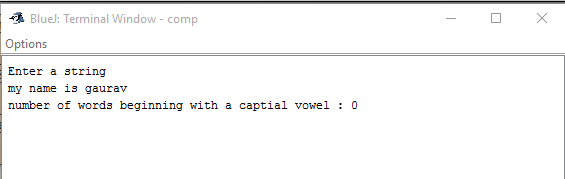 BlueJ: Terminal Window - comp
Options
Enter a string
my name is gaurav
number of words beginning with a captial vowel : 0